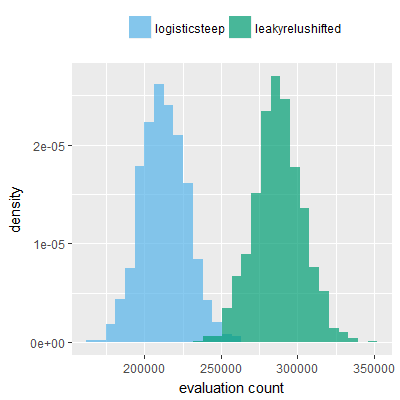 logisticsteep leakyrelushifted
density
2e-05
1e-05
0e+00
200000 250000 300000 350000
evaluation count